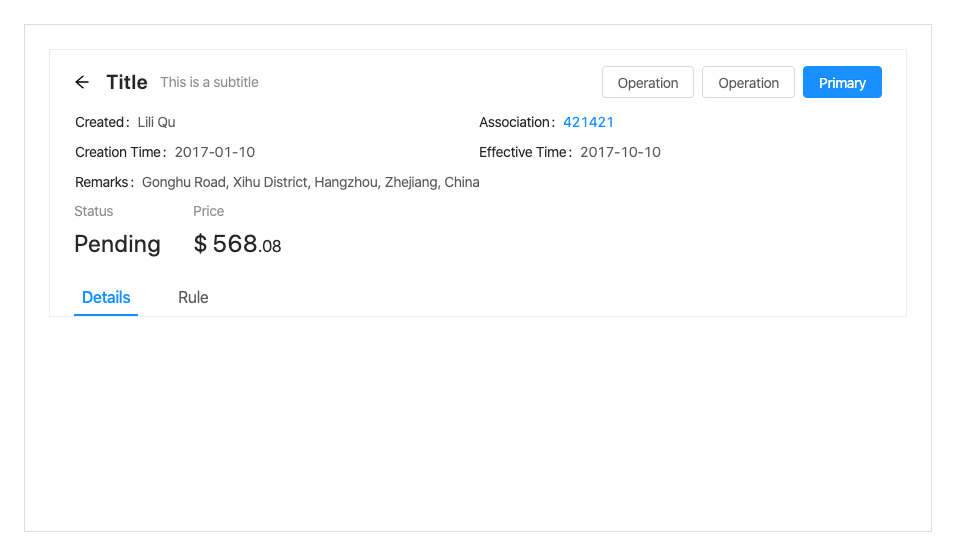 Title This is a subtitle Operation Operation Primary
Created: Lili Qu Association: 421421
Creation Time: 2017-01-10 Effective Time: 2017-10-10
Remarks: Gonghu Road, Xihu District, Hangzhou, Zhejiang, China
Status Price
Pending $ 568.08
Details Rule